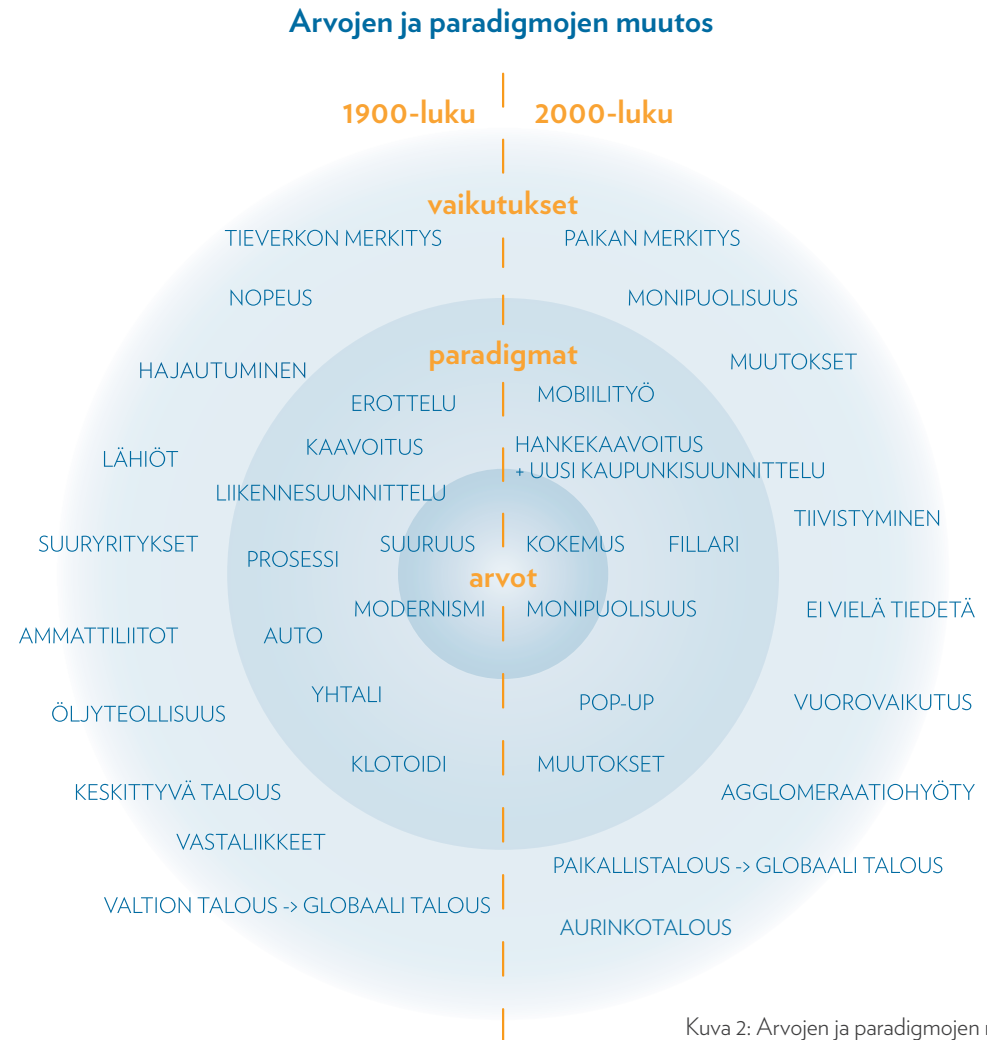 Arvojen ja paradigmojen muutos
1900-luku 2000-luku
vaikutukset
TIEVERKON MERKITYS PAIKAN MERKITYS
NOPEUS MONIPUOLISUUS
HAJAUTUMINEN MUUTOKSET
paradigmat
EROTTELU MOBIILITYÖ
LÄHIÖT KAAVOITUS HANKEKAAVOITUS
+ UUSI KAUPUNKISUUNNITTELU
LIIKENNESUUNNITTELU
TIIVISTYMINEN
SUURYRITYKSET PROSESSI SUURUUS KOKEMUS FILLARI
arvot
MODERNISMI MONIPUOLISUUS EI VIELÄ TIEDETÄ
AMMATTILIITOT AUTO
YHTALI POP-UP VUOROVAIKUTUS
ÖLJYTEOLLISUUS
KLOTOIDI MUUTOKSET
KESKITTYVÄ TALOUS AGGLOMERAATIOHYÖTY
VASTALIIKKEET
PAIKALLISTALOUS -> GLOBAALI TALOUS
VALTION TALOUS -> GLOBAALI TALOUS
AURINKOTALOUS
Kuva 2: Arvojen ja paradigmojen